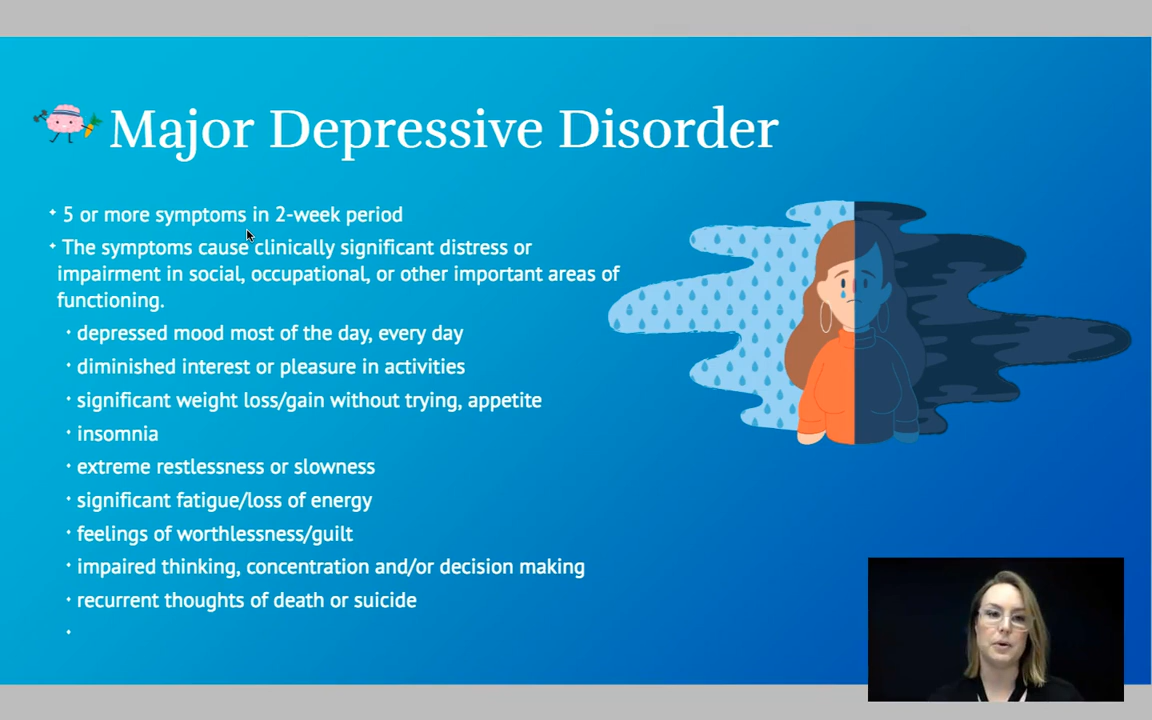 Major Depressive Disorder
5 or more symptoms in 2-week period
The symptoms cause clinically significant distress or
impairment in social, occupational, or other important areas of
functioning.
depressed mood most of the day, every day
diminished interest or pleasure in activities
significant weight loss/gain without trying, appetite
insomnia
extreme restlessness or slowness
significant fatigue/loss of energy
feelings of worthlessness/guilt
impaired thinking, concentration and/or decision making
recurrent thoughts of death or suicide